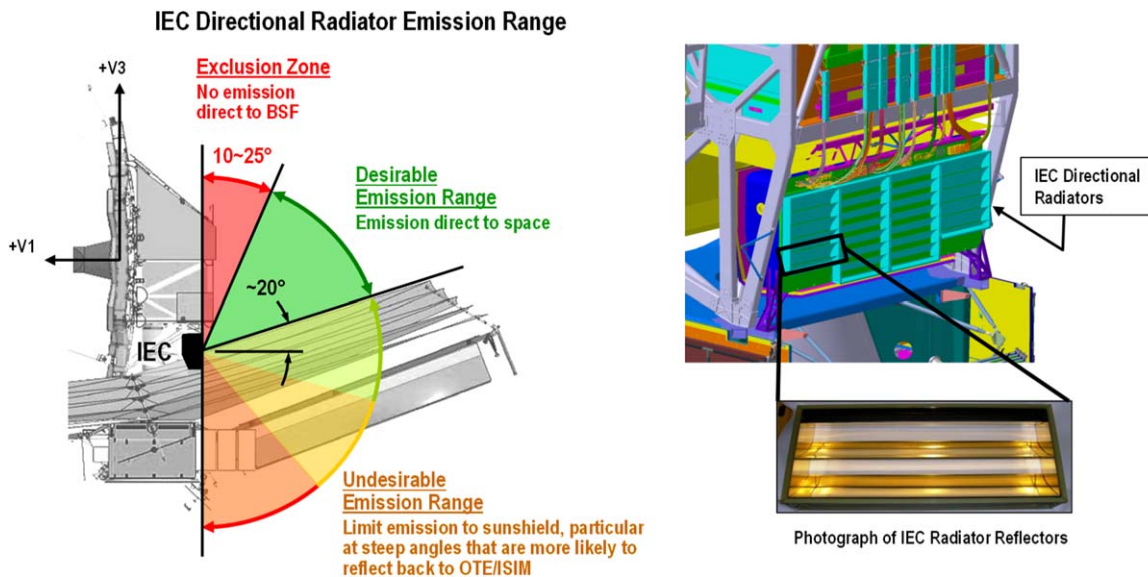 IEC Directional Radiator Emission Range
+V3
Exclusion Zone
No emission
direct to BSF
10~25°
Desirable
Emission Range
Emission direct to space
+V1
~20°
IEC
Undesirable
Emission Range
Limit emission to sunshield, particular
at steep angles that are more likely to
reflect back to OTE/ISIM
IEC Directional
Radiators
Photograph of IEC Radiator Reflectors